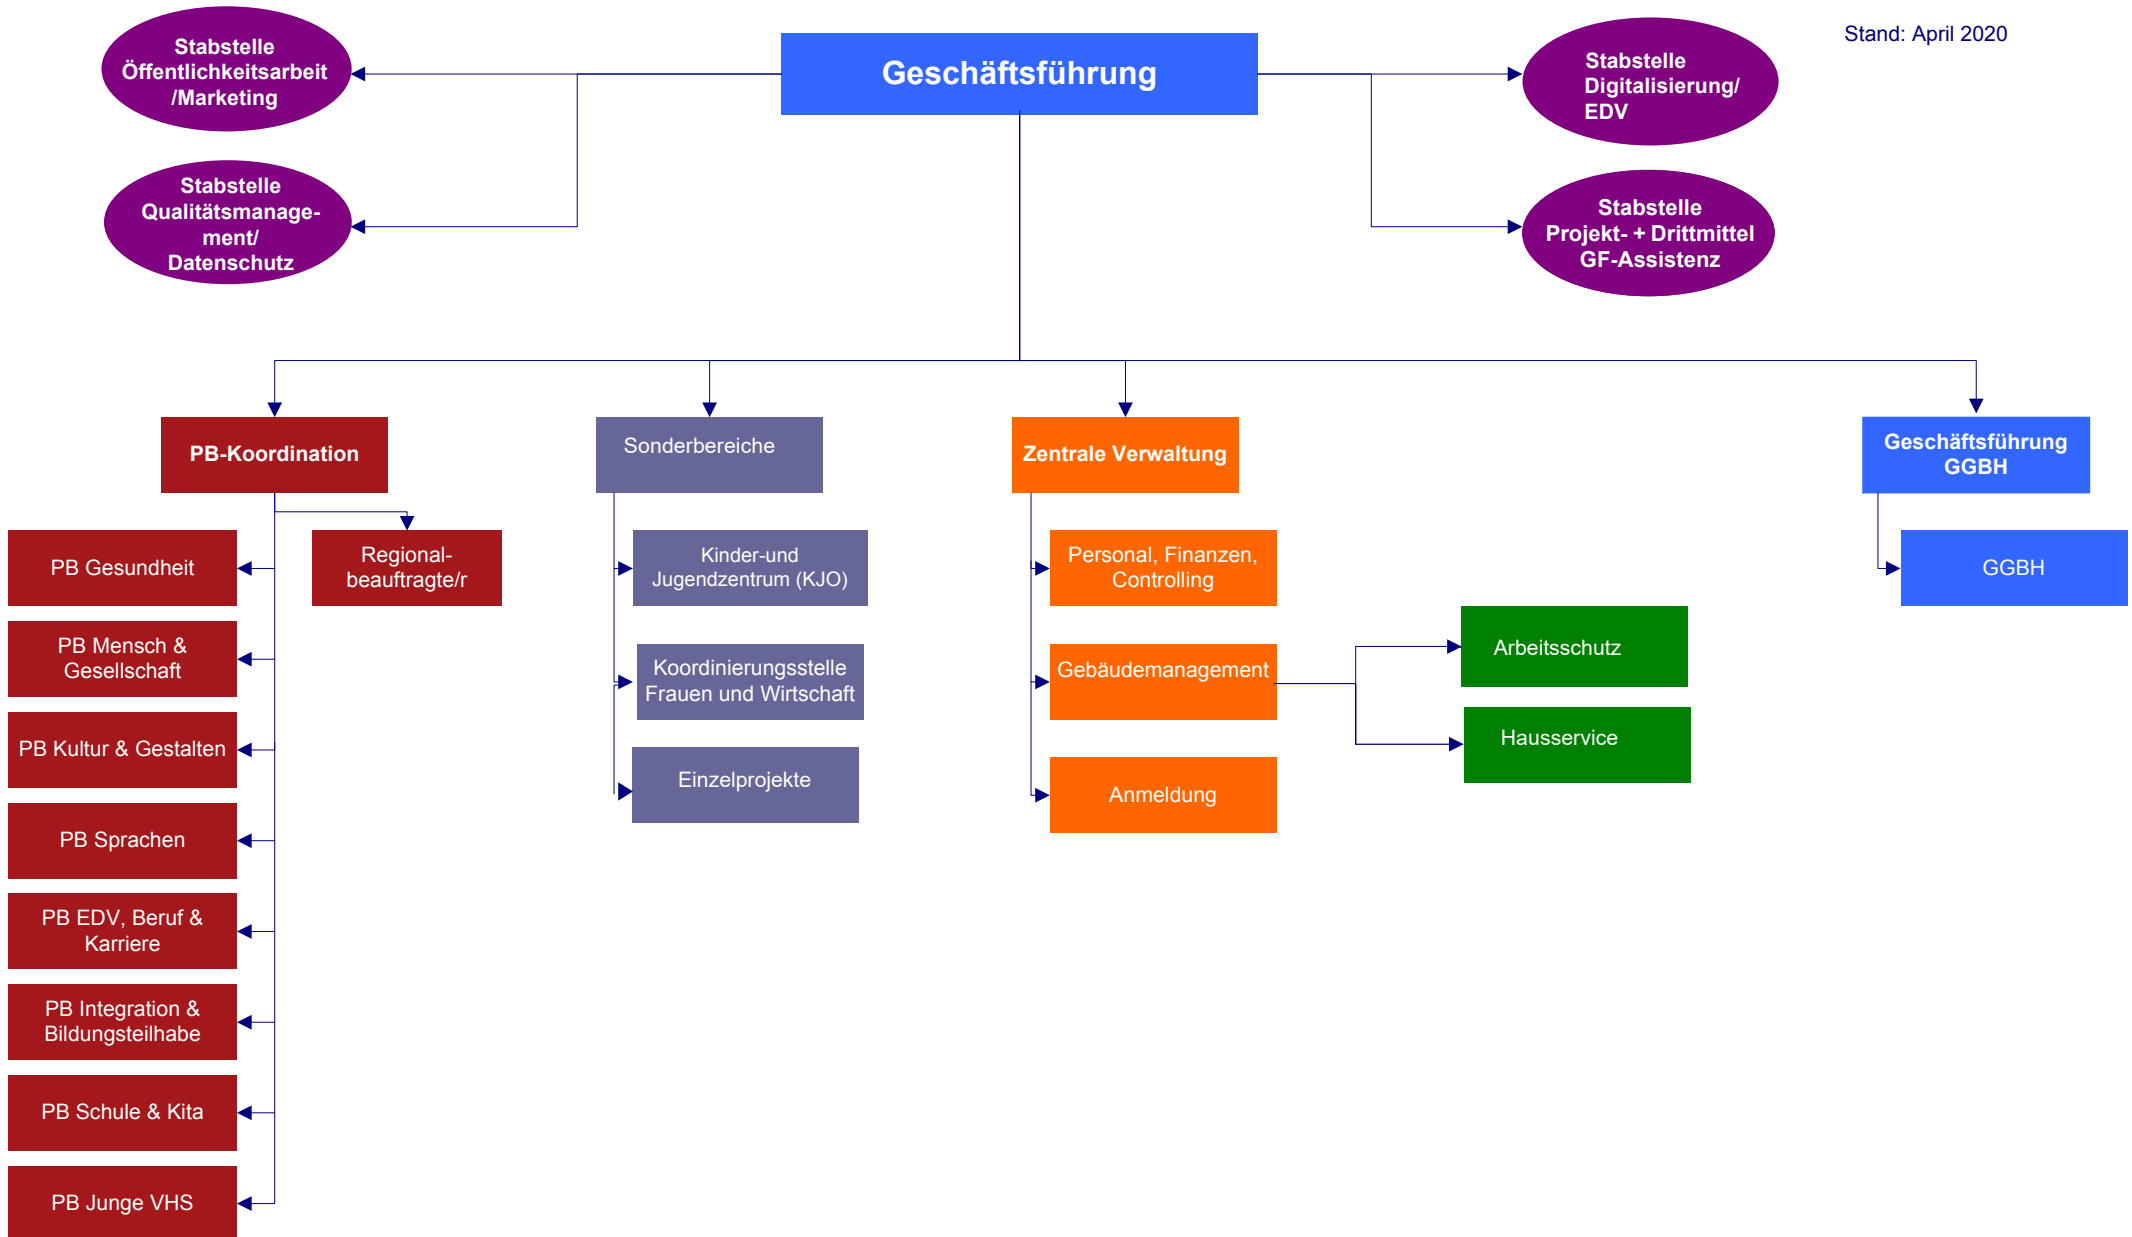 Stabstelle
Öffentlichkeitsarbeit
/Marketing
Geschäftsführung
Stabstelle
Digitalisierung/
EDV
Stand: April 2020
Stabstelle
Qualitätsmanage-
ment/
Datenschutz
Stabstelle
Projekt- + Drittmittel
GF-Assistenz
PB-Koordination
Sonderbereiche
Zentrale Verwaltung
Geschäftsführung
GGBH
PB Gesundheit
Regional-
beauftragte/r
PB Mensch &
Gesellschaft
PB Kultur & Gestalten
PB Sprachen
PB EDV, Beruf &
Karriere
PB Integration &
Bildungsteilhabe
PB Schule & Kita
PB Junge VHS
Kinder-und
Jugendzentrum (KJO)
Koordinierungsstelle
Frauen und Wirtschaft
Einzelprojekte
Personal, Finanzen,
Controlling
Gebäudemanagement
Anmeldung
Arbeitsschutz
Hausservice
GGBH